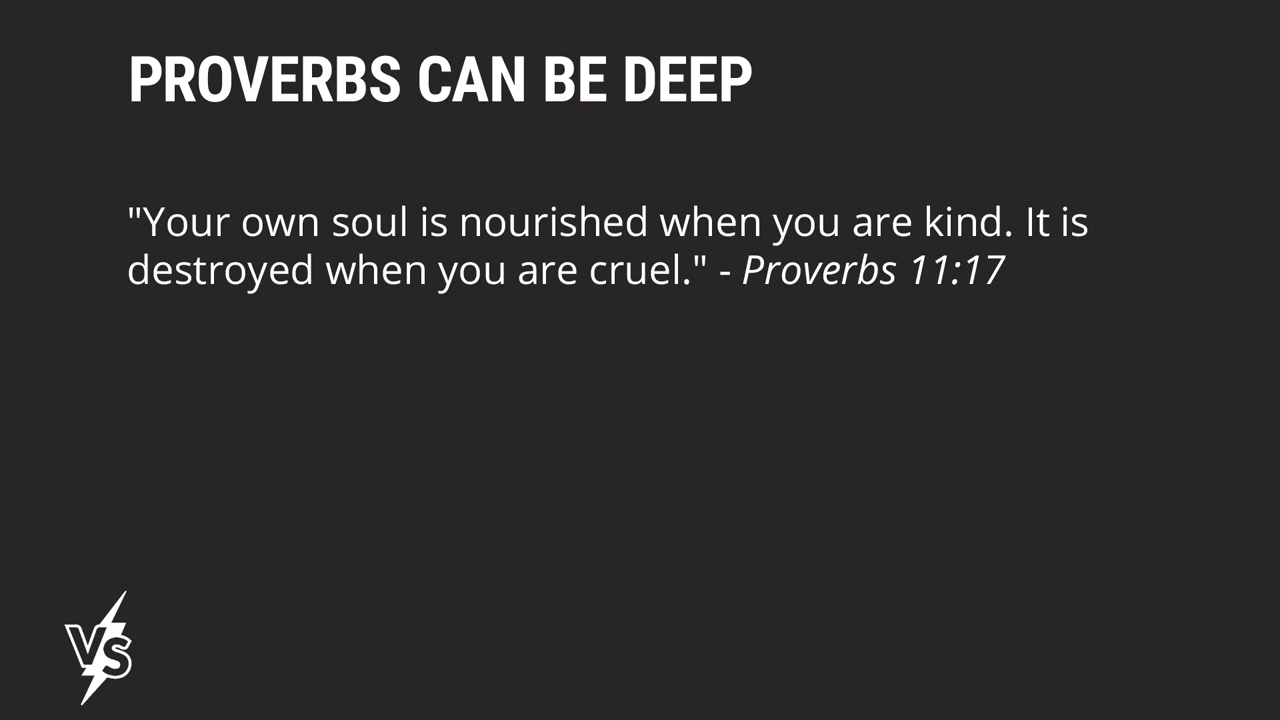 PROVERBS CAN BE DEEP
"Your own soul is nourished when you are kind. It is
destroyed when you are cruel." - Proverbs 11:17
VS